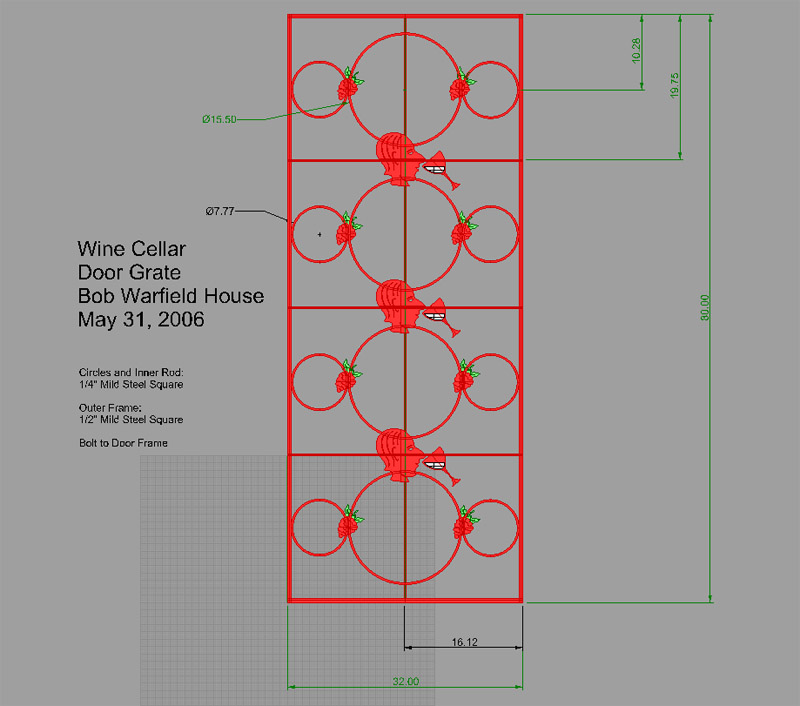 10.28
19.75
Ø15.50
Ø7.77
Wine Cellar
Door Grate
Bob Warfield House
May 31, 2006
80.00
Circles and Inner Rod:
1/4" Mild Steel Square
Outer Frame:
1/2" Mild Steel Square
Bolt to Door Frame
16.12
32.00